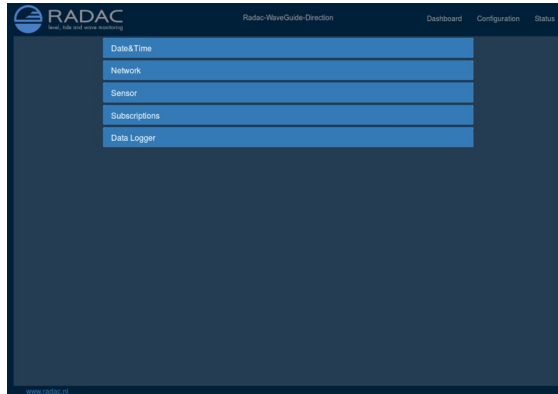 RADAC
level, tide and wave monitoring
Radac-WaveGuide-Direction
Dashboard
Configuration
Status
Date&Time
Network
Sensor
Subscriptions
Data Logger
www.radac.nl